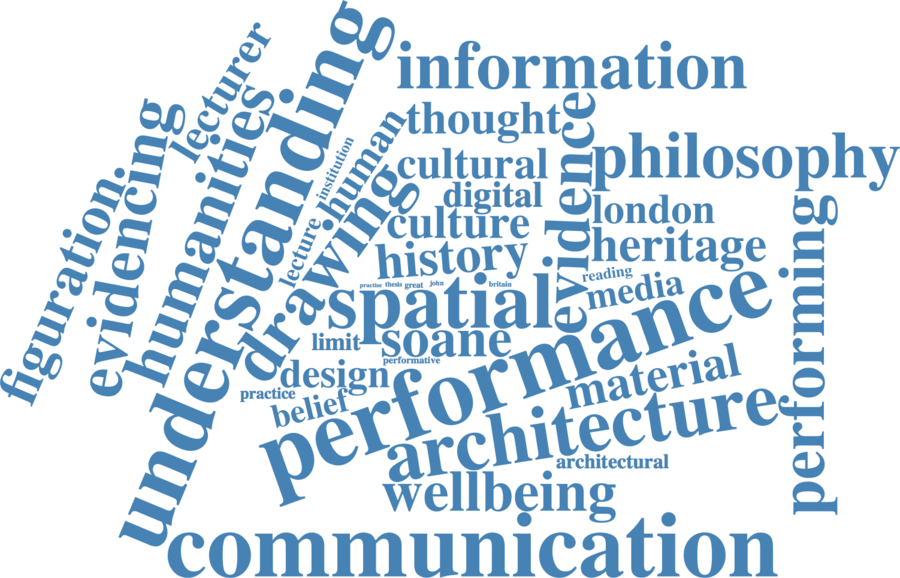 understanding
lecturer
information
thought
humanities
evidencing
figuration.
institution
human
cultural
evidence
philosophy
digital
london
culture
lecture
drawing
history
heritage
performing
reading
practise
thesis
great
john
britain
media
spatial
limit
soane
performance
performative
design
material
practice
belief
architecture
architectural
wellbeing
communication